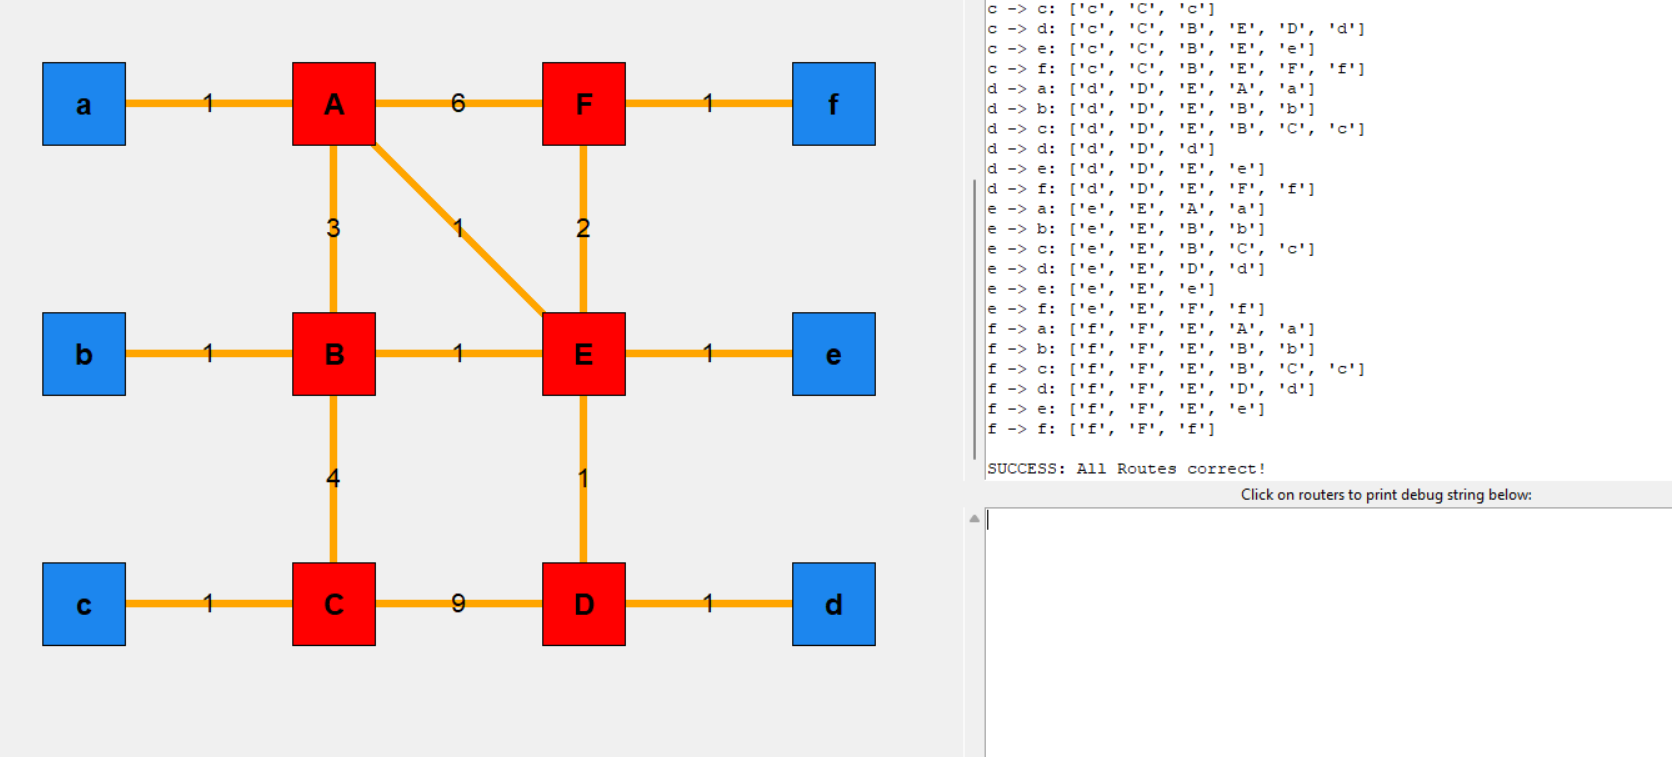 a 1 A 6 F 1 f
3 1 2
b 1 B 1 E 1 e
4 1
c 1 C 9 D 1 d
c -> c: ['c', 'C', 'c']
c -> d: ['c', 'C', 'B', 'E', 'D', 'd']
c -> e: ['c', 'C', 'B', 'E', 'e']
c -> f: ['c', 'C', 'B', 'E', 'F', 'f']
d -> a: ['d', 'D', 'E', 'A', 'a']
d -> b: ['d', 'D', 'E', 'B', 'b']
d -> c: ['d', 'D', 'E', 'B', 'C', 'c']
d -> d: ['d', 'D', 'd']
d -> e: ['d', 'D', 'E', 'e']
d -> f: ['d', 'D', 'E', 'F', 'f']
e -> a: ['e', 'E', 'A', 'a']
e -> b: ['e', 'E', 'B', 'b']
e -> c: ['e', 'E', 'B', 'C', 'c']
e -> d: ['e', 'E', 'D', 'd']
e -> e: ['e', 'E', 'e']
e -> f: ['e', 'E', 'F', 'f']
f -> a: ['f', 'F', 'E', 'A', 'a']
f -> b: ['f', 'F', 'E', 'B', 'b']
f -> c: ['f', 'F', 'E', 'B', 'C', 'c']
f -> d: ['f', 'F', 'E', 'D', 'd']
f -> e: ['f', 'F', 'E', 'e']
f -> f: ['f', 'F', 'f']
SUCCESS: All Routes correct!
Click on routers to print debug string below: